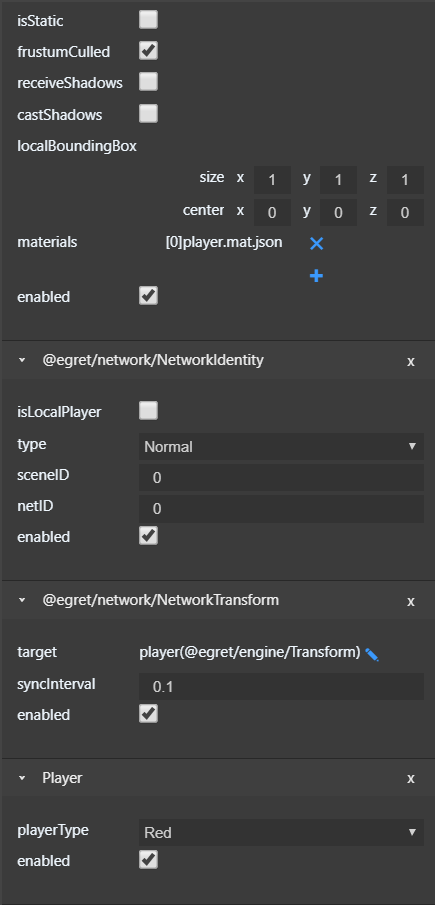 isStatic
frustumCulled
receiveShadows
castShadows
localBoundingBox
size x 1 y 1 z 1
center x 0 y 0 z 0
materials [0]player.mat.json
enabled
@egret/network/NetworkIdentity x
isLocalPlayer
type Normal
sceneID 0
netID 0
enabled
@egret/network/NetworkTransform x
target player(@egret/engine/Transform)
syncInterval 0.1
enabled
Player x
playerType Red
enabled